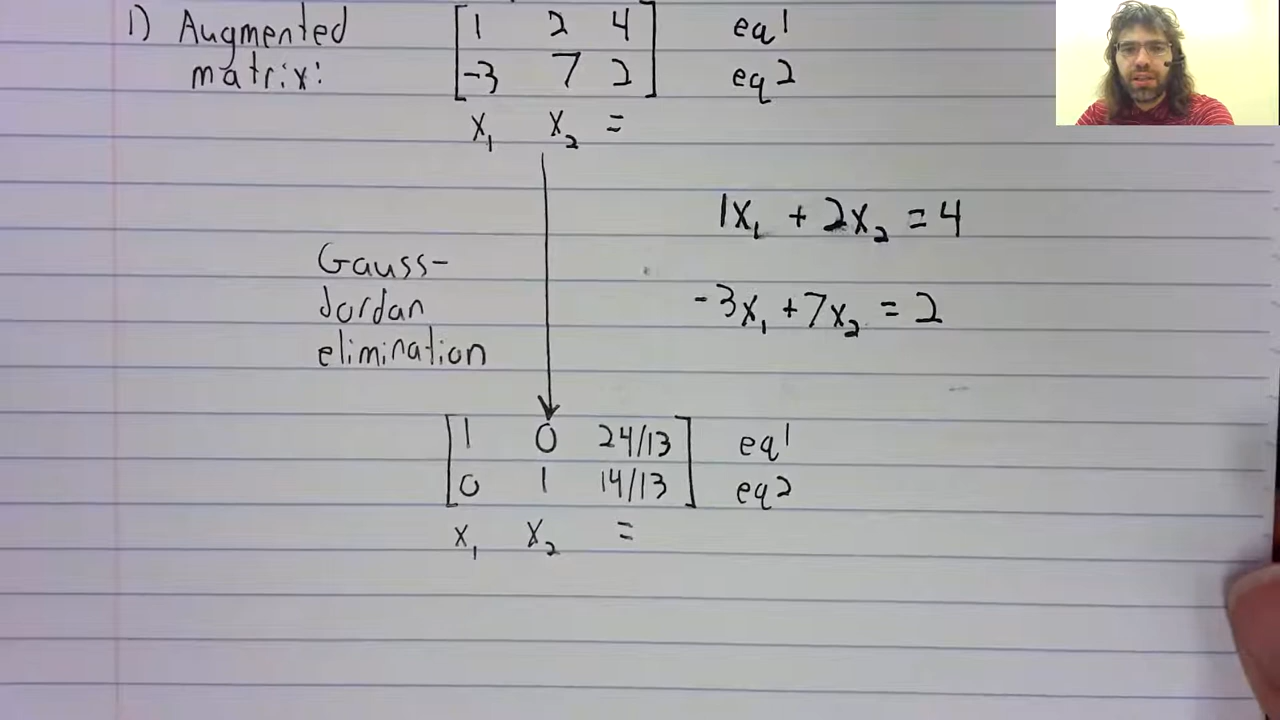 1) Augmented matrix:
[1 2 4] eq1
[-3 7 2] eq2
x₁ x₂ =
1x₁ + 2x₂ = 4
-3x₁ + 7x₂ = 2
Gauss-
Jordan
elimination
[1 0 24/13] eq1
[0 1 14/13] eq2
x₁ x₂ =